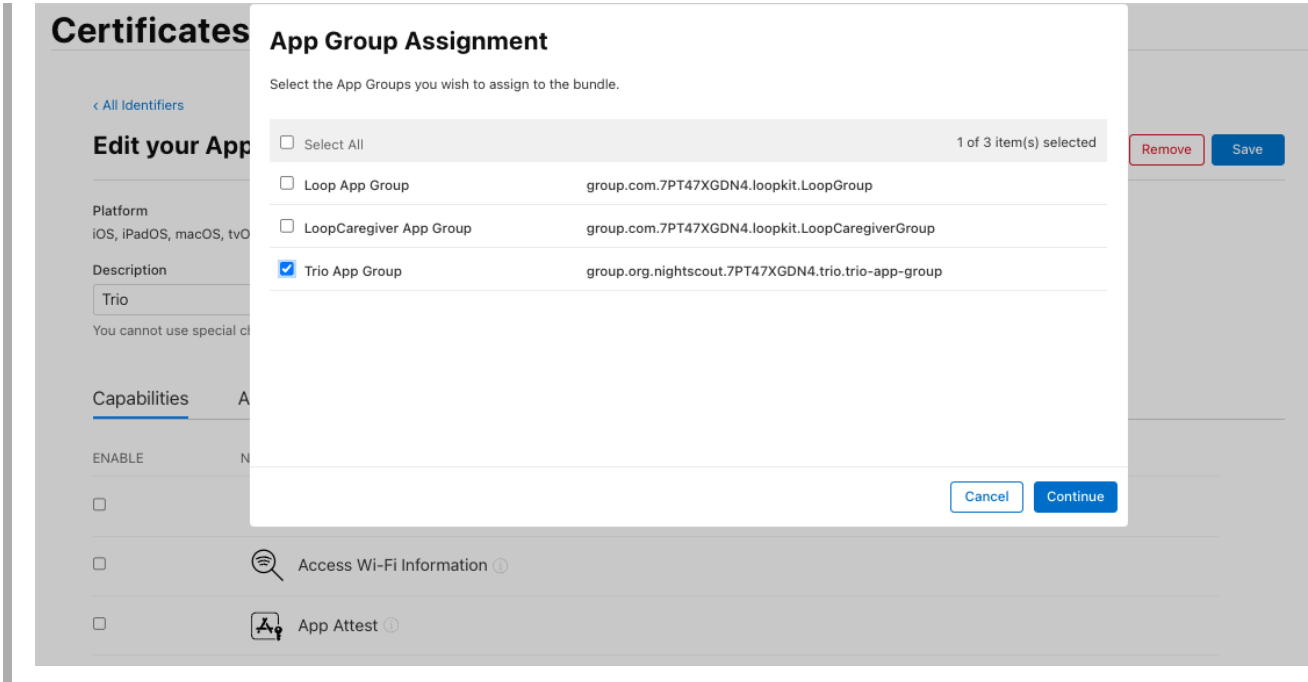 Certificates
App Group Assignment
Select the App Groups you wish to assign to the bundle.
‹ All Identifiers
Edit your App
Select All
1 of 3 item(s) selected
Remove
Save
Loop App Group
group.com.7PT47XGDN4.loopkit.LoopGroup
LoopCaregiver App Group
group.com.7PT47XGDN4.loopkit.LoopCaregiverGroup
Trio App Group
group.org.nightscout.7PT47XGDN4.trio.trio-app-group
Platform
iOS, iPadOS, macOS, tvO
Description
Trio
You cannot use special ch
Capabilities
A
ENABLE
N
Cancel
Continue
Access Wi-Fi Information
App Attest